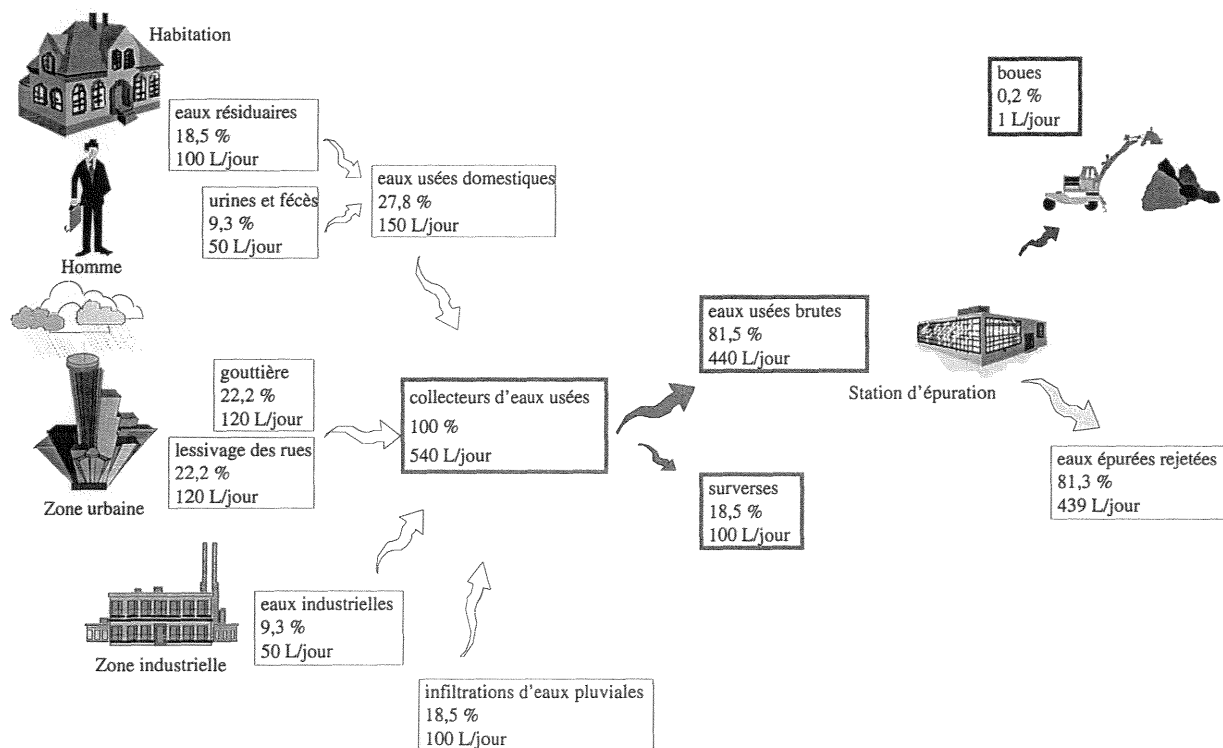 Habitation
eaux résiduaires
18,5 %
100 L/jour
urines et fécès
9,3 %
50 L/jour
Homme
eaux usées domestiques
27,8 %
150 L/jour
gouttière
22,2 %
120 L/jour
lessivage des rues
22,2 %
120 L/jour
Zone urbaine
collecteurs d'eaux usées
100 %
540 L/jour
eaux industrielles
9,3 %
50 L/jour
Zone industrielle
infiltrations d'eaux pluviales
18,5 %
100 L/jour
eaux usées brutes
81,5 %
440 L/jour
surverses
18,5 %
100 L/jour
Station d'épuration
boues
0,2 %
1 L/jour
eaux épurées rejetées
81,3 %
439 L/jour